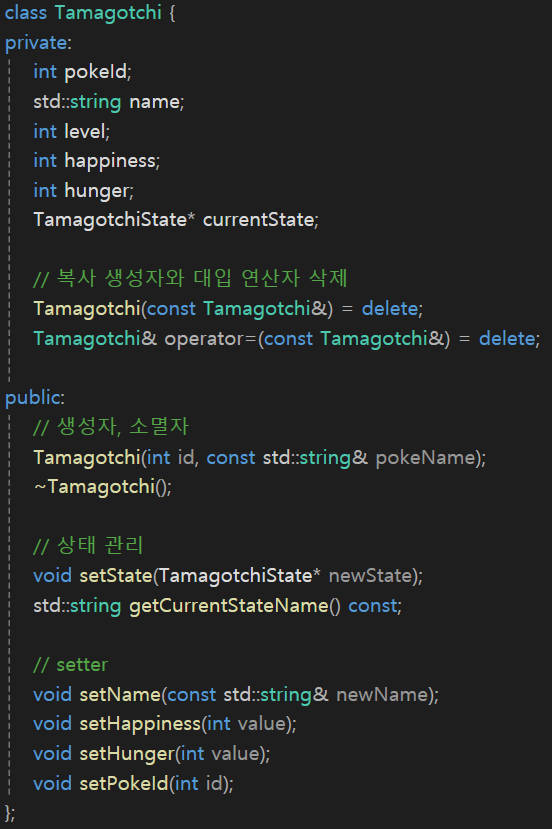 class Tamagotchi {
private:
int pokeId;
std::string name;
int level;
int happiness;
int hunger;
TamagotchiState* currentState;
// 복사 생성자와 대입 연산자 삭제
Tamagotchi(const Tamagotchi&) = delete;
Tamagotchi& operator=(const Tamagotchi&) = delete;
public:
// 생성자, 소멸자
Tamagotchi(int id, const std::string& pokeName);
~Tamagotchi();
// 상태 관리
void setState(TamagotchiState* newState);
std::string getCurrentStateName() const;
// setter
void setName(const std::string& newName);
void setHappiness(int value);
void setHunger(int value);
void setPokeId(int id);
};